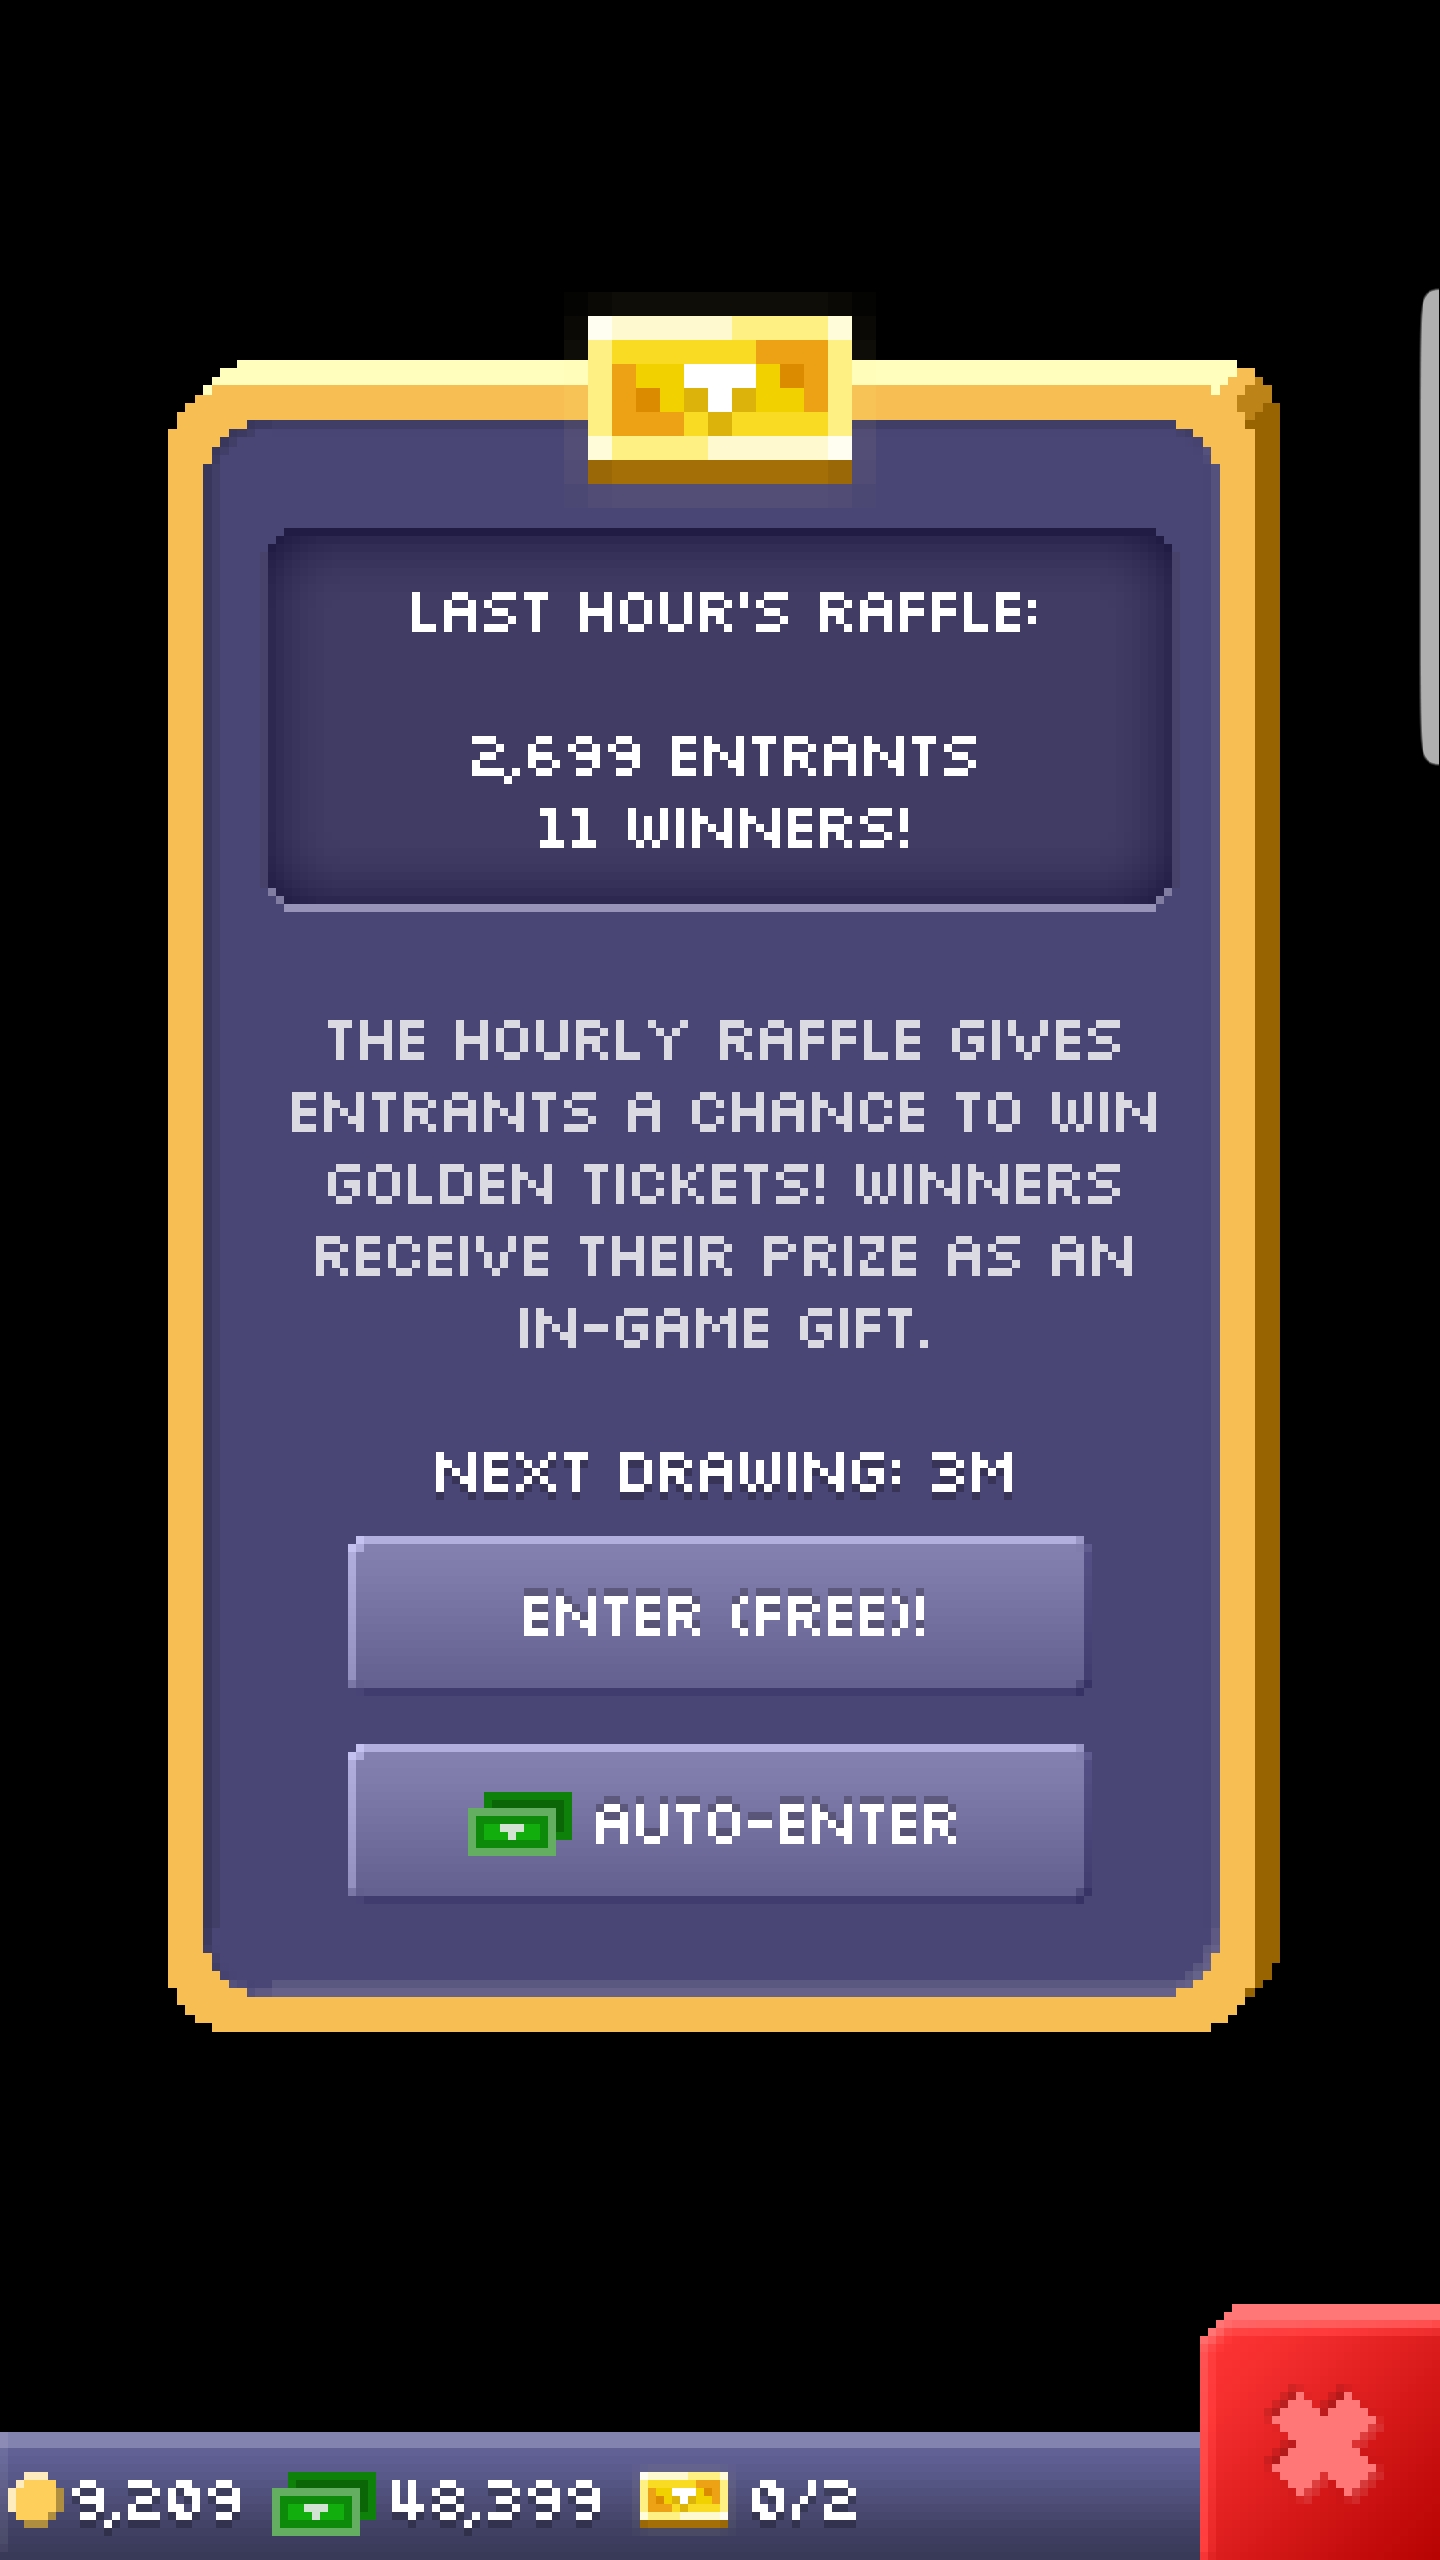 LAST HOUR'S RAFFLE:
2,699 ENTRANTS
11 WINNERS!
THE HOURLY RAFFLE GIVES
ENTRANTS A CHANCE TO WIN
GOLDEN TICKETS! WINNERS
RECEIVE THEIR PRIZE AS AN
IN-GAME GIFT.
NEXT DRAWING: 3M
ENTER (FREE)!
AUTO-ENTER
9,209 48,399 0/2